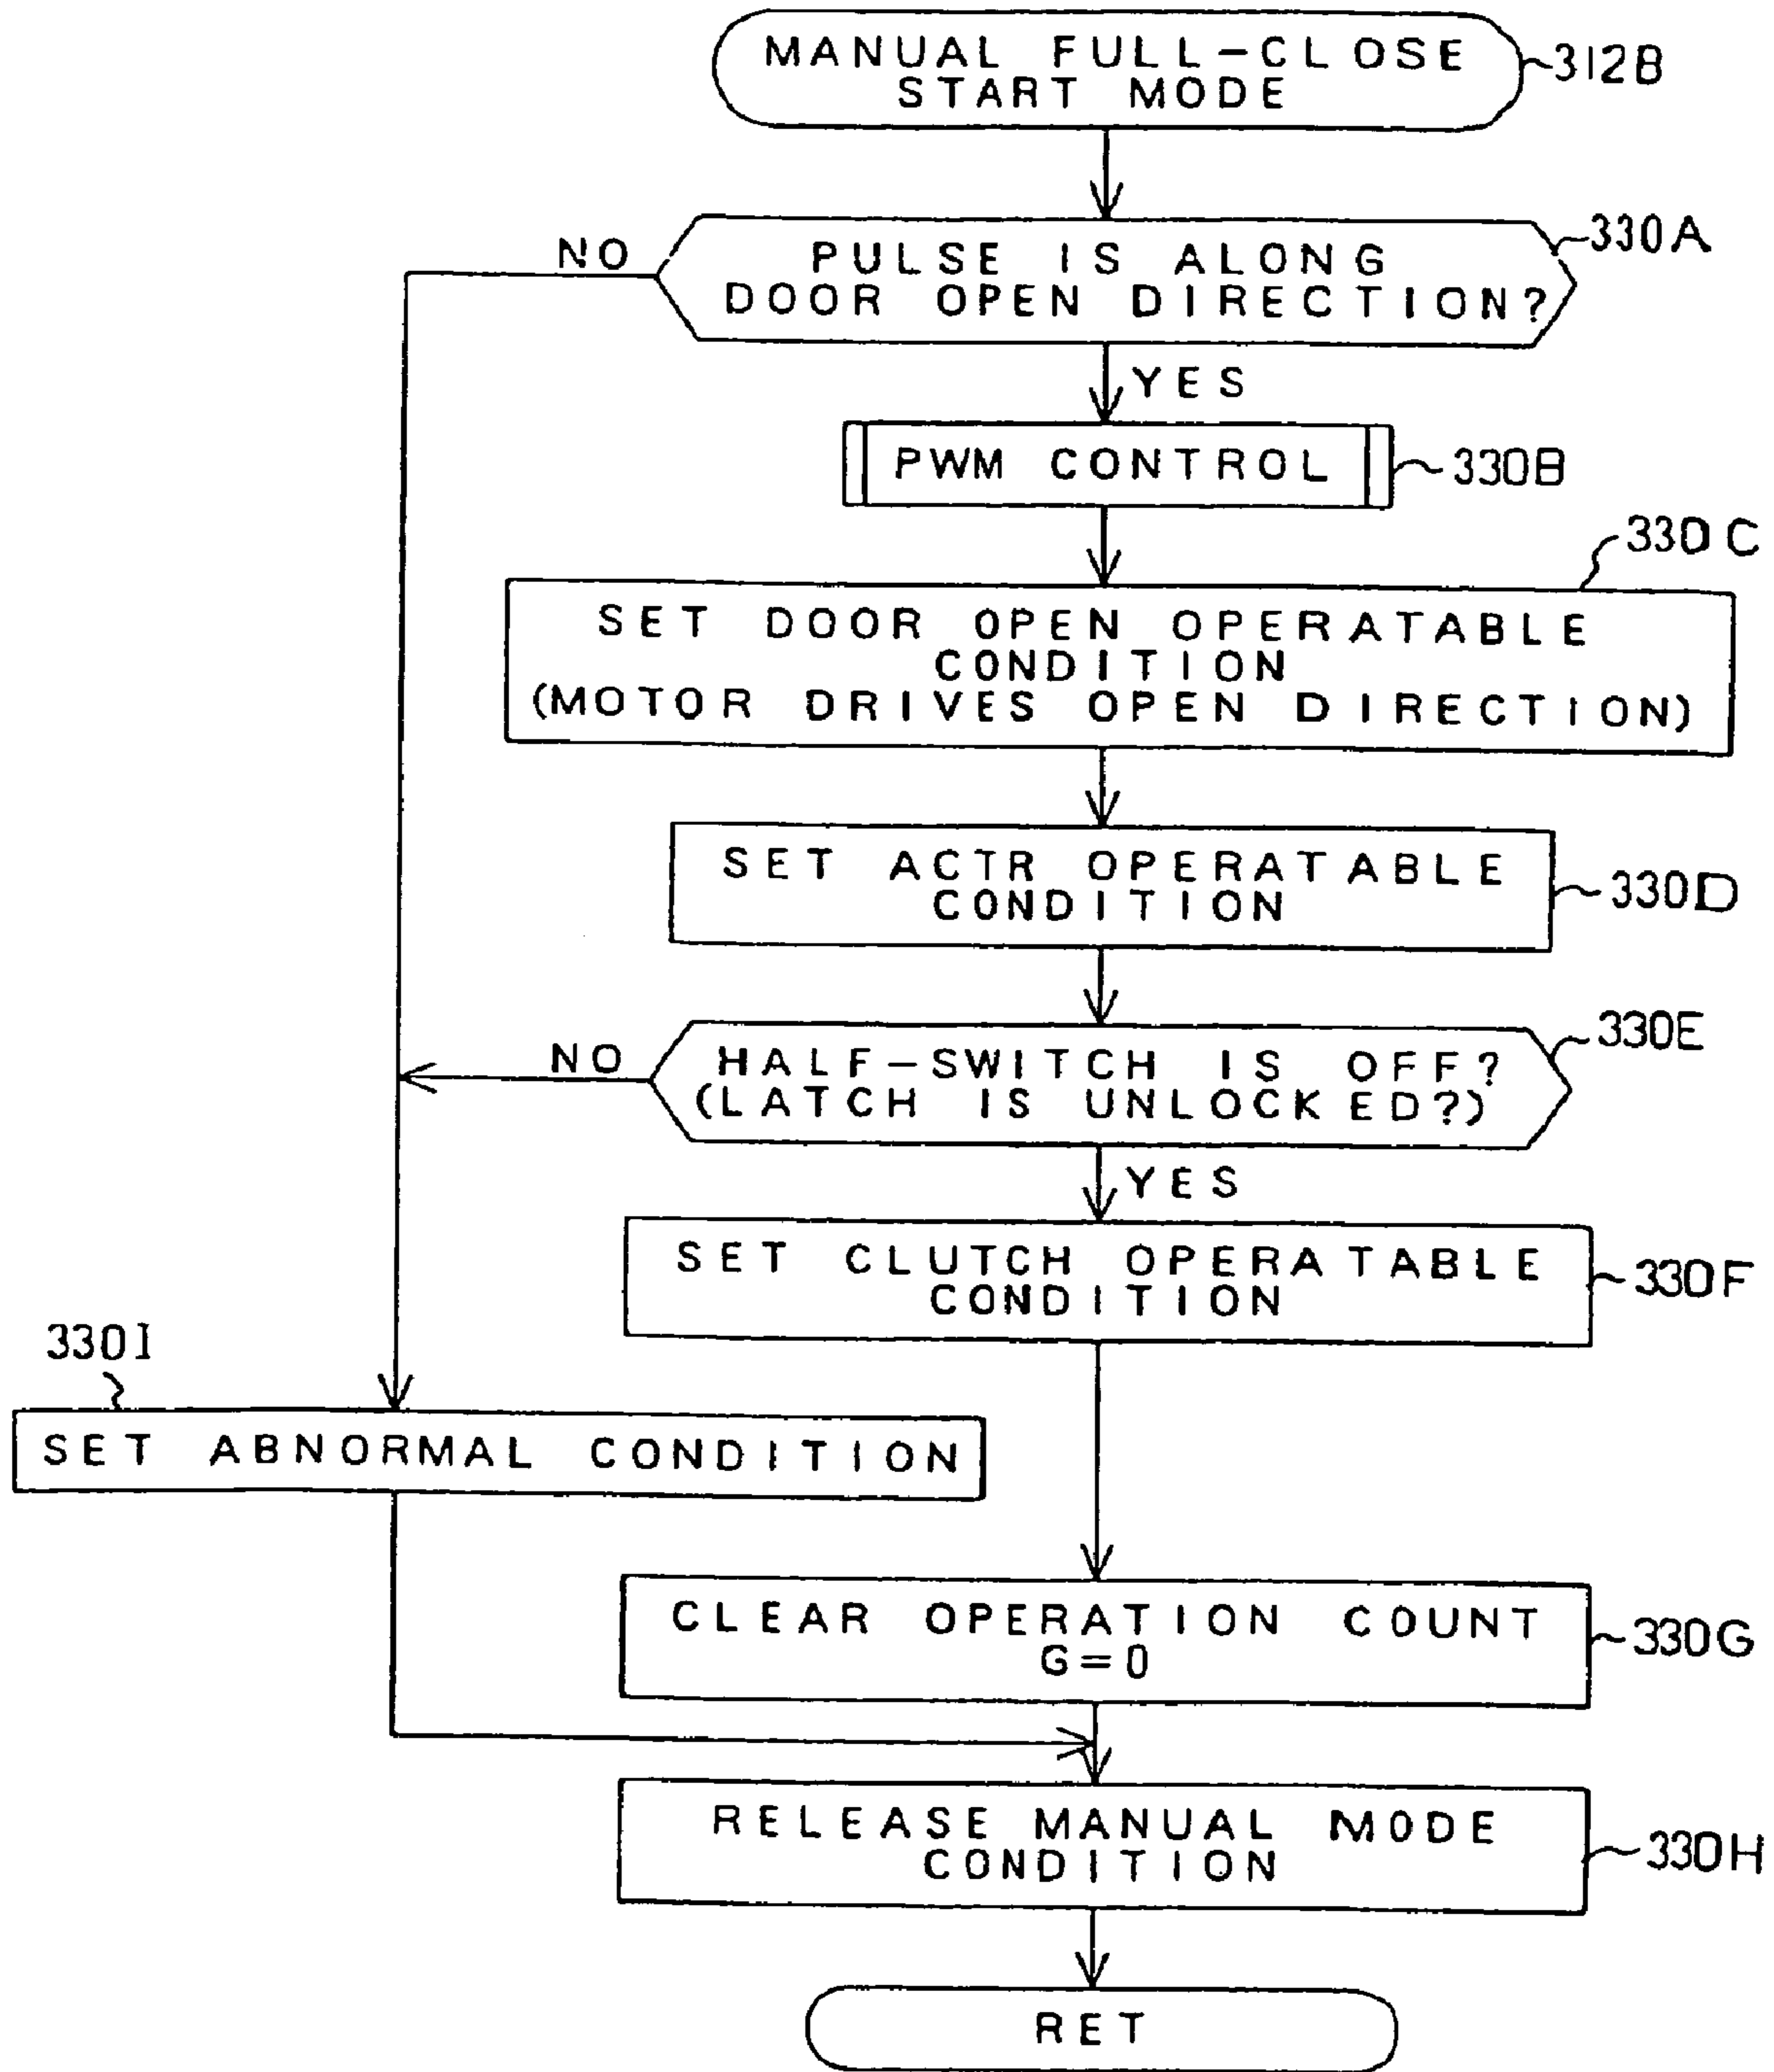 MANUAL FULL-CLOSE
START MODE
312B
PULSE IS ALONG
DOOR OPEN DIRECTION?
330A
NO
YES
PWM CONTROL
330B
330C
SET DOOR OPEN OPERATABLE
CONDITION
(MOTOR DRIVES OPEN DIRECTION)
SET ACTR OPERATABLE
CONDITION
330D
HALF-SWITCH IS OFF?
(LATCH IS UNLOCKED?)
330E
NO
YES
SET CLUTCH OPERATABLE
CONDITION
330F
330I
SET ABNORMAL CONDITION
CLEAR OPERATION COUNT
G=0
330G
RELEASE MANUAL MODE
CONDITION
330H
RET